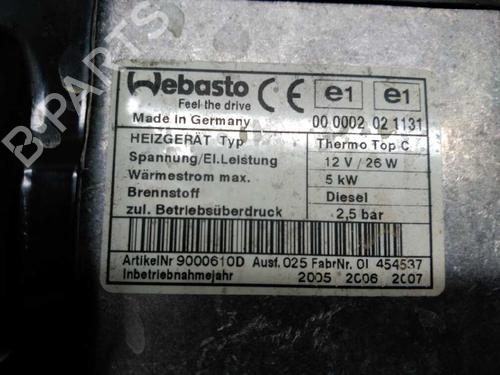 Webasto
Feel the drive
CE e1 e1
Made in Germany 00 0002 02 1131
HEIZGERÄT Typ Thermo Top C
Spannung/El.Leistung 12 V / 26 W
Wärmestrom max. 5 kW
Brennstoff Diesel
zul. Betriebsüberdruck 2,5 bar
ArtikelNr 9000610D Ausf. 025 FabrNr. 01 454537
Inbetriebnahmejahr 2005 2006 2007
B PARTS